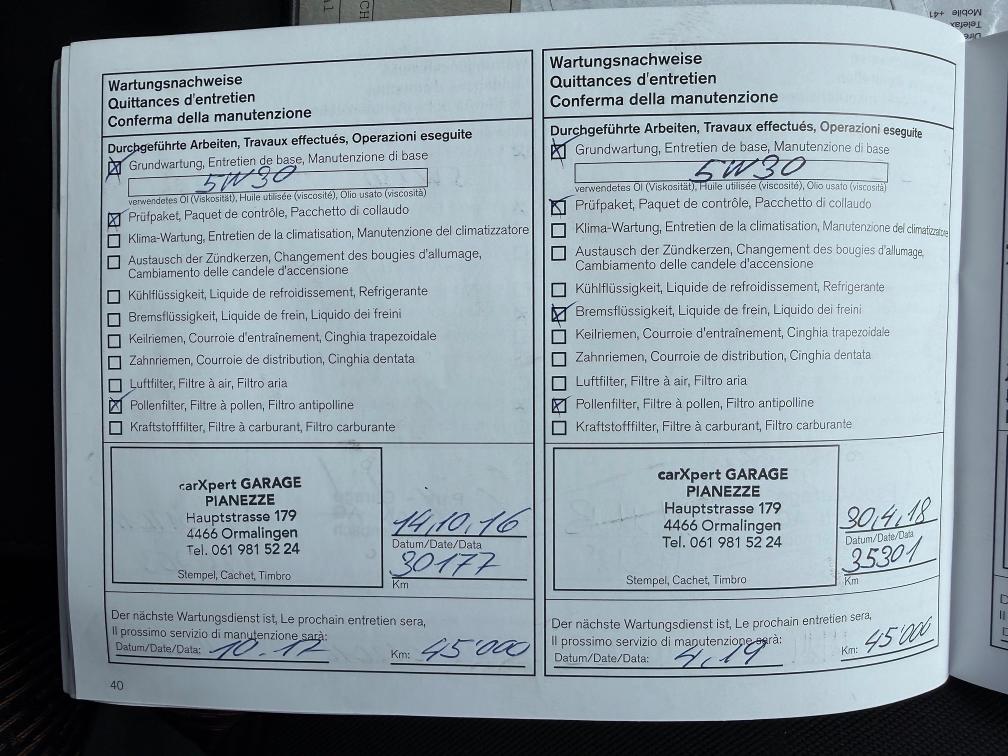 CH
Mobile +41
Telefax
Dire
Wartungsnachweise
Quittances d'entretien
Conferma della manutenzione
Durchgeführte Arbeiten, Travaux effectués, Operazioni eseguite
Grundwartung, Entretien de base, Manutenzione di base
5W30
verwendetes Öl (Viskosität), Huile utilisée (viscosité), Olio usato (viscosità)
Prüfpaket, Paquet de contrôle, Pacchetto di collaudo
Klima-Wartung, Entretien de la climatisation, Manutenzione del climatizzatore
Austausch der Zündkerzen, Changement des bougies d'allumage,
Cambiamento delle candele d'accensione
Kühlflüssigkeit, Liquide de refroidissement, Refrigerante
Bremsflüssigkeit, Liquide de frein, Liquido dei freini
Keilriemen, Courroie d'entraînement, Cinghia trapezoidale
Zahnriemen, Courroie de distribution, Cinghia dentata
Luftfilter, Filtre à air, Filtro aria
Pollenfilter, Filtre à pollen, Filtro antipolline
Kraftstofffilter, Filtre à carburant, Filtro carburante
carXpert GARAGE
PIANEZZE
Hauptstrasse 179
4466 Ormalingen
Tel. 061 981 52 24
Stempel, Cachet, Timbro
14,10,16
Datum/Date/Data
30177
Km
Der nächste Wartungsdienst ist, Le prochain entretien sera,
Il prossimo servizio di manutenzione sarà:
Datum/Date/Data: 10.17 Km: 45'000
40
Wartungsnachweise
Quittances d'entretien
Conferma della manutenzione
Durchgeführte Arbeiten, Travaux effectués, Operazioni eseguite
Grundwartung, Entretien de base, Manutenzione di base
5W30
verwendetes Öl (Viskosität), Huile utilisée (viscosité), Olio usato (viscosità)
Prüfpaket, Paquet de contrôle, Pacchetto di collaudo
Klima-Wartung, Entretien de la climatisation, Manutenzione del climatizzatore
Austausch der Zündkerzen, Changement des bougies d'allumage,
Cambiamento delle candele d'accensione
Kühlflüssigkeit, Liquide de refroidissement, Refrigerante
Bremsflüssigkeit, Liquide de frein, Liquido dei freini
Keilriemen, Courroie d'entraînement, Cinghia trapezoidale
Zahnriemen, Courroie de distribution, Cinghia dentata
Luftfilter, Filtre à air, Filtro aria
Pollenfilter, Filtre à pollen, Filtro antipolline
Kraftstofffilter, Filtre à carburant, Filtro carburante
carXpert GARAGE
PIANEZZE
Hauptstrasse 179
4466 Ormalingen
Tel. 061 981 52 24
Stempel, Cachet, Timbro
30,4,18
Datum/Date/Data
35301
Km
Der nächste Wartungsdienst ist, Le prochain entretien sera,
Il prossimo servizio di manutenzione sarà:
Datum/Date/Data: 4.19 Km: 45'000